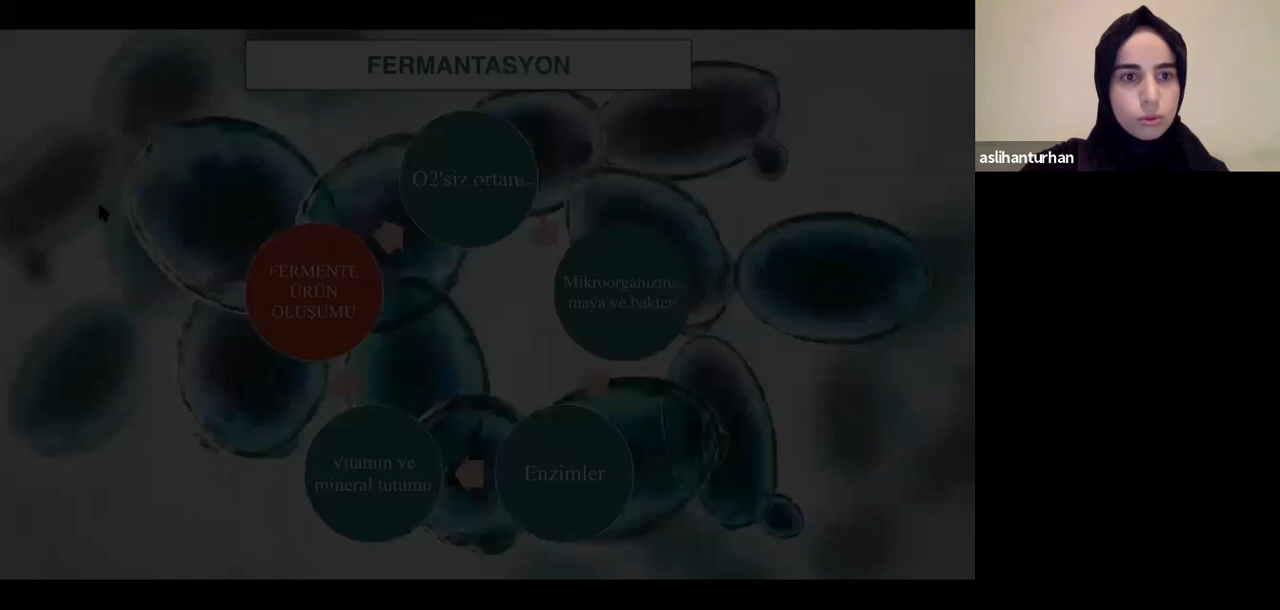 FERMANTASYON
O2'siz ortam
Mikroorganizma
maya ve bakteri
Enzimler
Vitamin ve
mineral tutumu
FERMENTE
ÜRÜN
OLUŞUMU
aslihanturhan